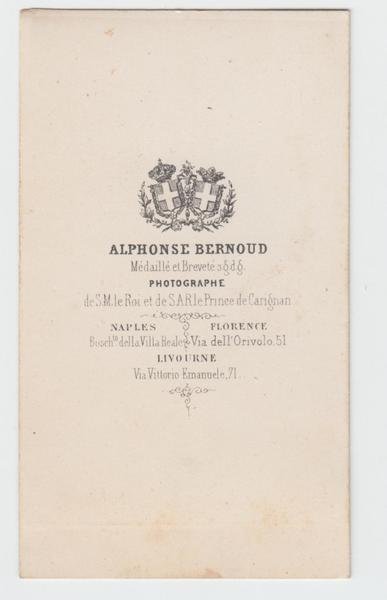 ALPHONSE BERNOUD
Médaillé et Breveté s.g.d.g.
PHOTOGRAPHE
de S.M. le Roi et de S.A.R. le Prince de Carignan
NAPLES FLORENCE
Bosch.to della Villa Reale Via dell'Orivolo, 51
LIVOURNE
Via Vittorio Emanuele, 71.